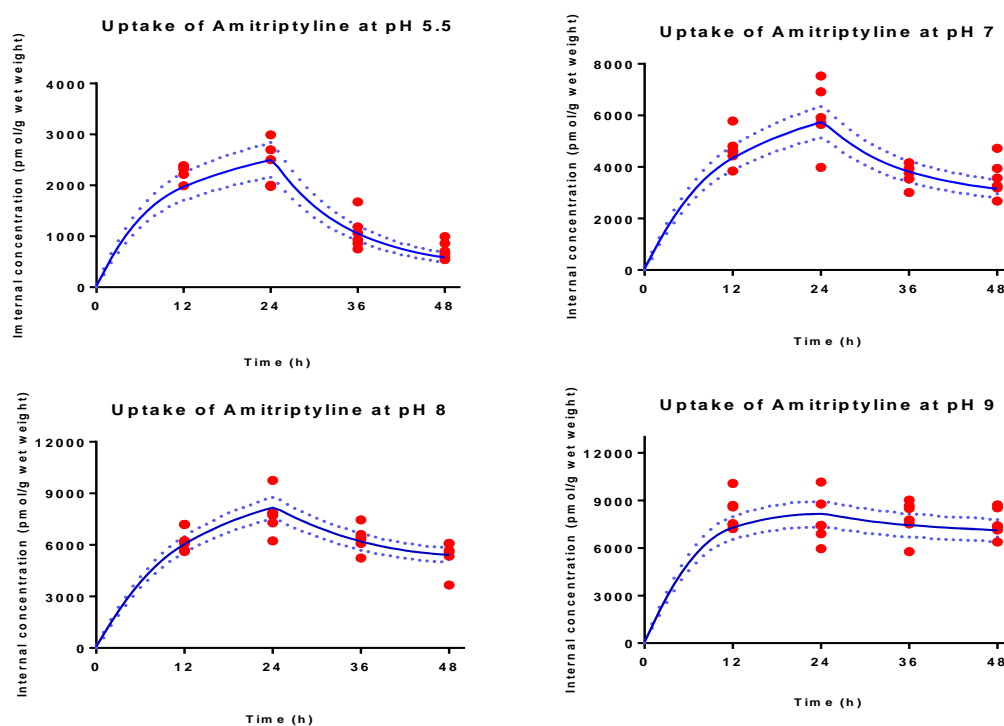 Uptake of Amitriptyline at pH 5.5
Imternal concentration (pmol/g wet weight)
4000
3000
2000
1000
0
0 12 24 36 48
Time (h)
Uptake of Amitriptyline at pH 7
Internal concentration (pmol/g wet weight)
8000
6000
4000
2000
0
0 12 24 36 48
Time (h)
Uptake of Amitriptyline at pH 8
Internal concentration (pmol/g wet weight)
12000
9000
6000
3000
0
0 12 24 36 48
Time (h)
Uptake of Amitriptyline at pH 9
Internal concentration (pmol/g wet weight)
12000
9000
6000
3000
0
0 12 24 36 48
Time (h)